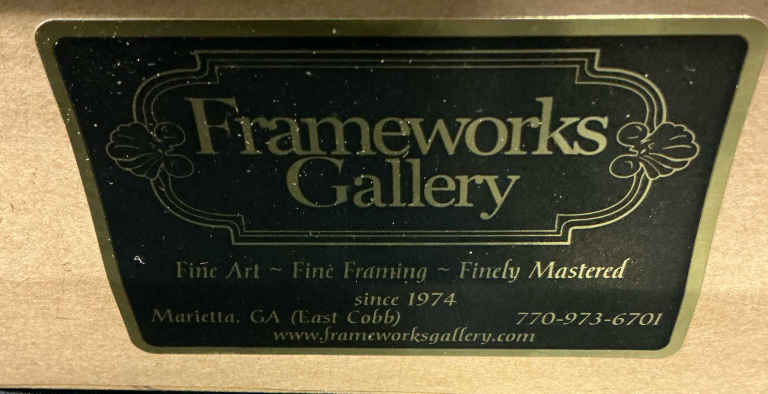 Frameworks
Gallery
Fine Art ~ Fine Framing ~ Finely Mastered
since 1974
Marietta, GA (East Cobb) 770-973-6701
www.frameworksgallery.com